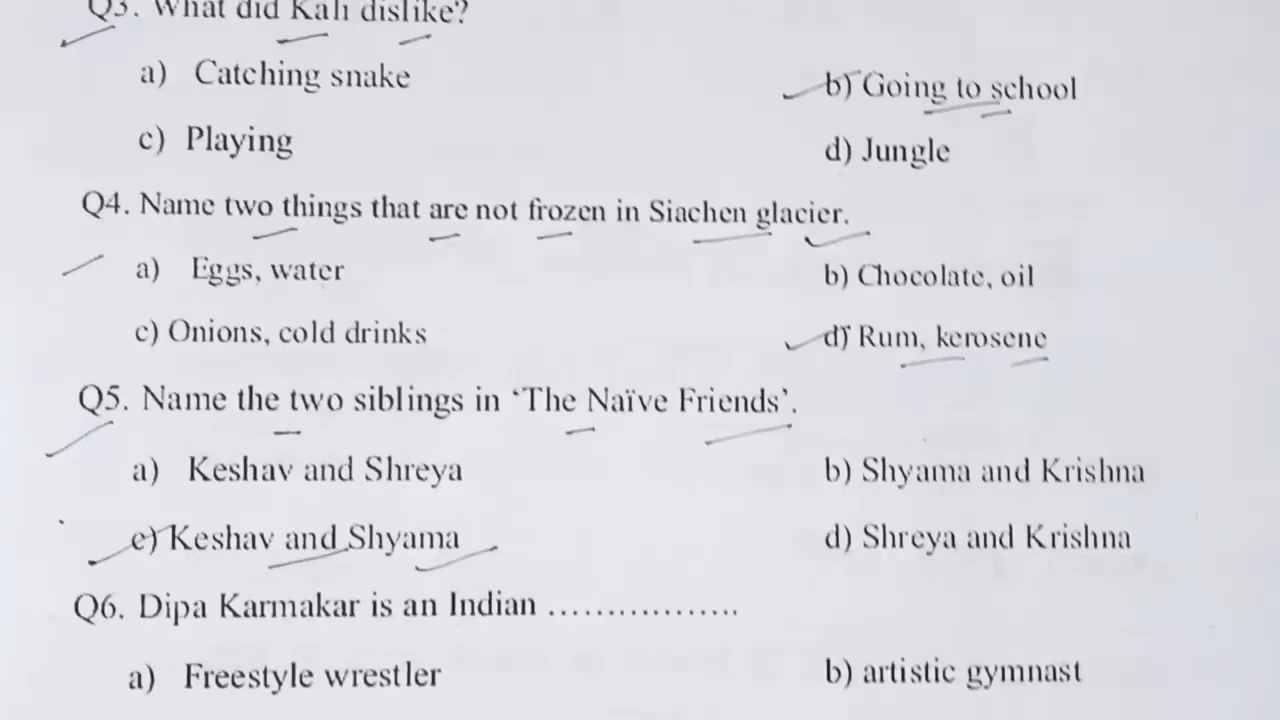 Q3. What did Kali dislike?
a) Catching snake b) Going to school
c) Playing d) Jungle
Q4. Name two things that are not frozen in Siachen glacier.
a) Eggs, water b) Chocolate, oil
c) Onions, cold drinks d) Rum, kerosene
Q5. Name the two siblings in ‘The Naïve Friends’.
a) Keshav and Shreya b) Shyama and Krishna
c) Keshav and Shyama d) Shreya and Krishna
Q6. Dipa Karmakar is an Indian .................
a) Freestyle wrestler b) artistic gymnast